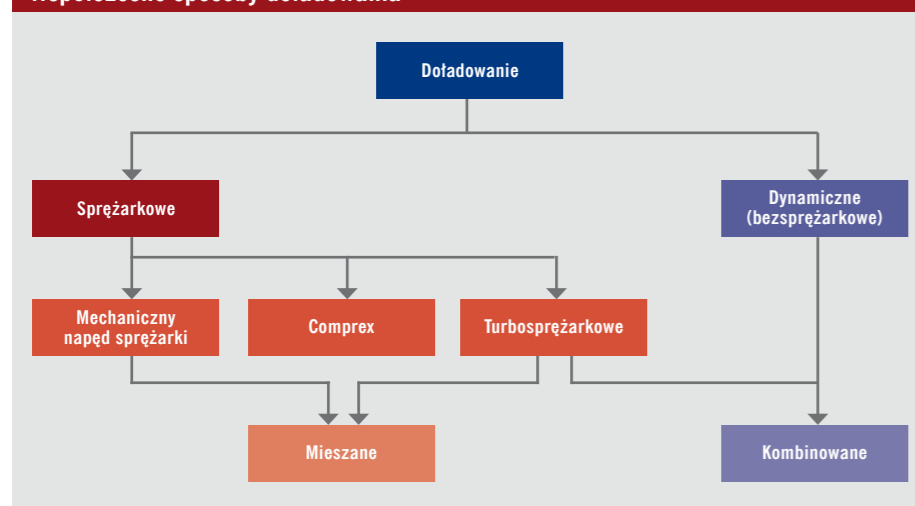 Doładowanie
Sprężarkowe
Dynamiczne
(bezsprężarkowe)
Mechaniczny
napęd sprężarki
Comprex
Turbosprężarkowe
Mieszane
Kombinowane